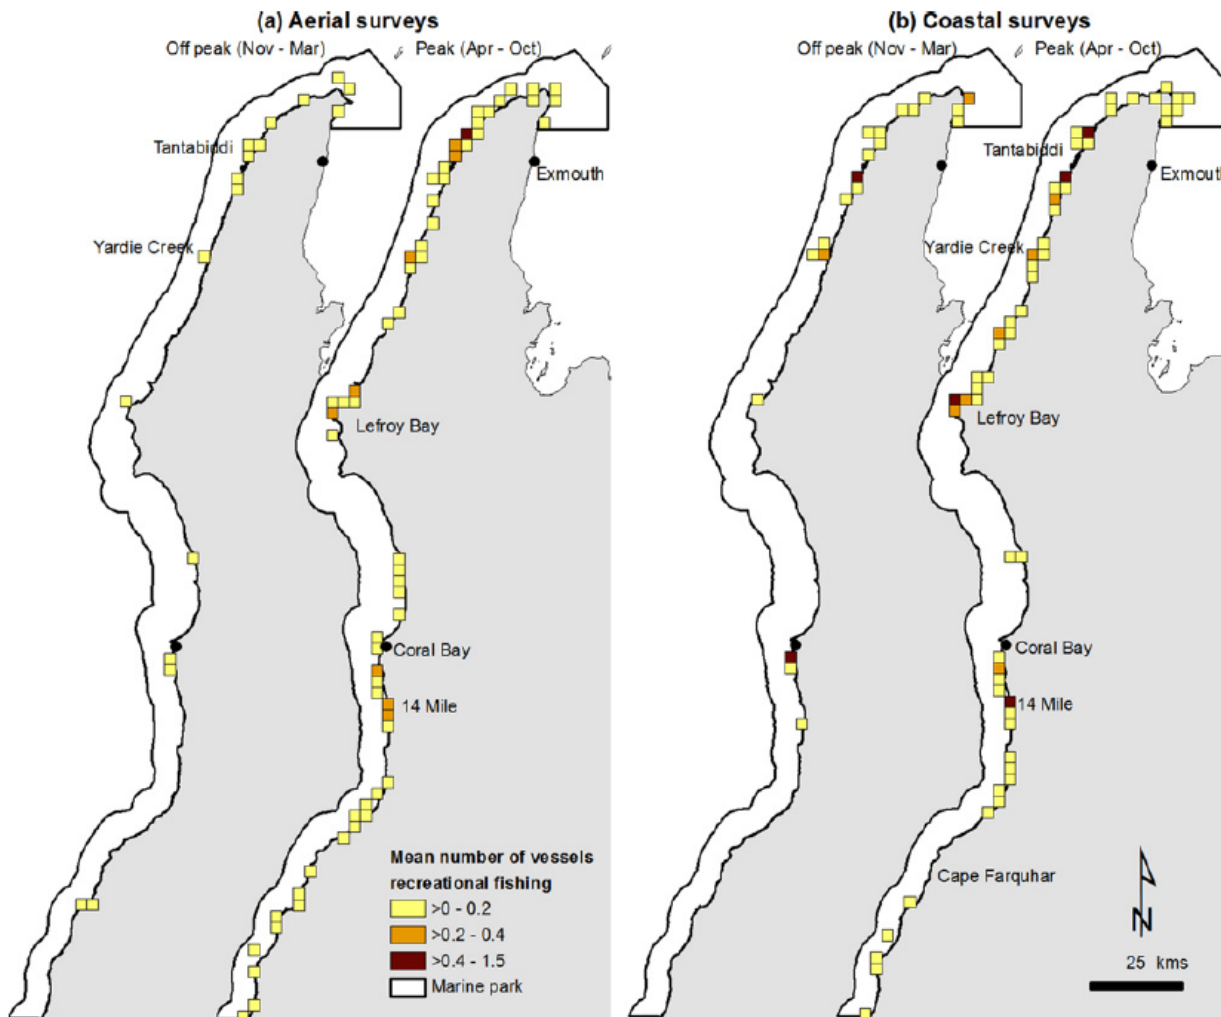 (a) Aerial surveys
Off peak (Nov - Mar)
Peak (Apr - Oct)
Tantabiddi
Exmouth
Yardie Creek
Lefroy Bay
Coral Bay
14 Mile
Mean number of vessels
recreational fishing
>0 - 0.2
>0.2 - 0.4
>0.4 - 1.5
Marine park
(b) Coastal surveys
Off peak (Nov - Mar)
Peak (Apr - Oct)
Tantabiddi
Exmouth
Yardie Creek
Lefroy Bay
Coral Bay
14 Mile
Cape Farquhar
N
25 kms